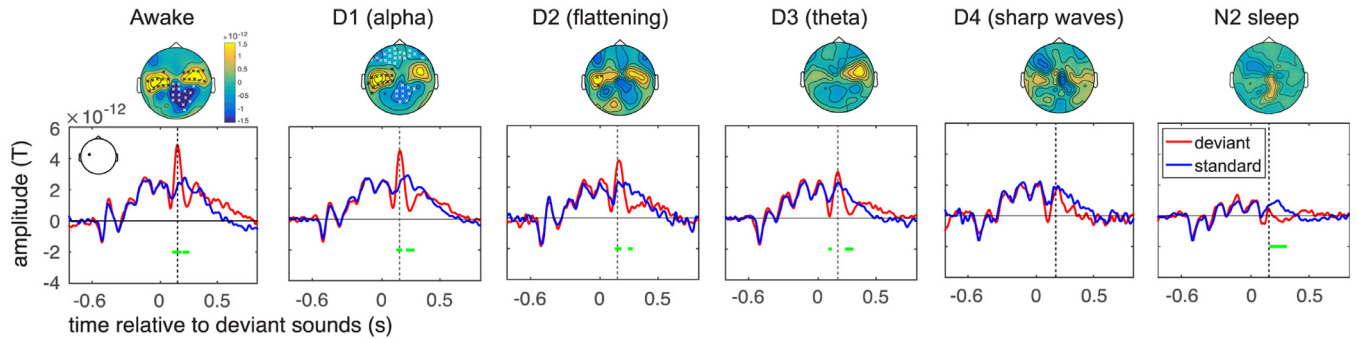 Awake
D1 (alpha)
D2 (flattening)
D3 (theta)
D4 (sharp waves)
N2 sleep
×10⁻¹²
1.5
1
0.5
0
-0.5
-1
-1.5
× 10⁻¹²
6
4
2
0
-2
-4
amplitude (T)
deviant
standard
-0.6 0 0.5
-0.6 0 0.5
-0.6 0 0.5
-0.6 0 0.5
-0.6 0 0.5
-0.6 0 0.5
time relative to deviant sounds (s)